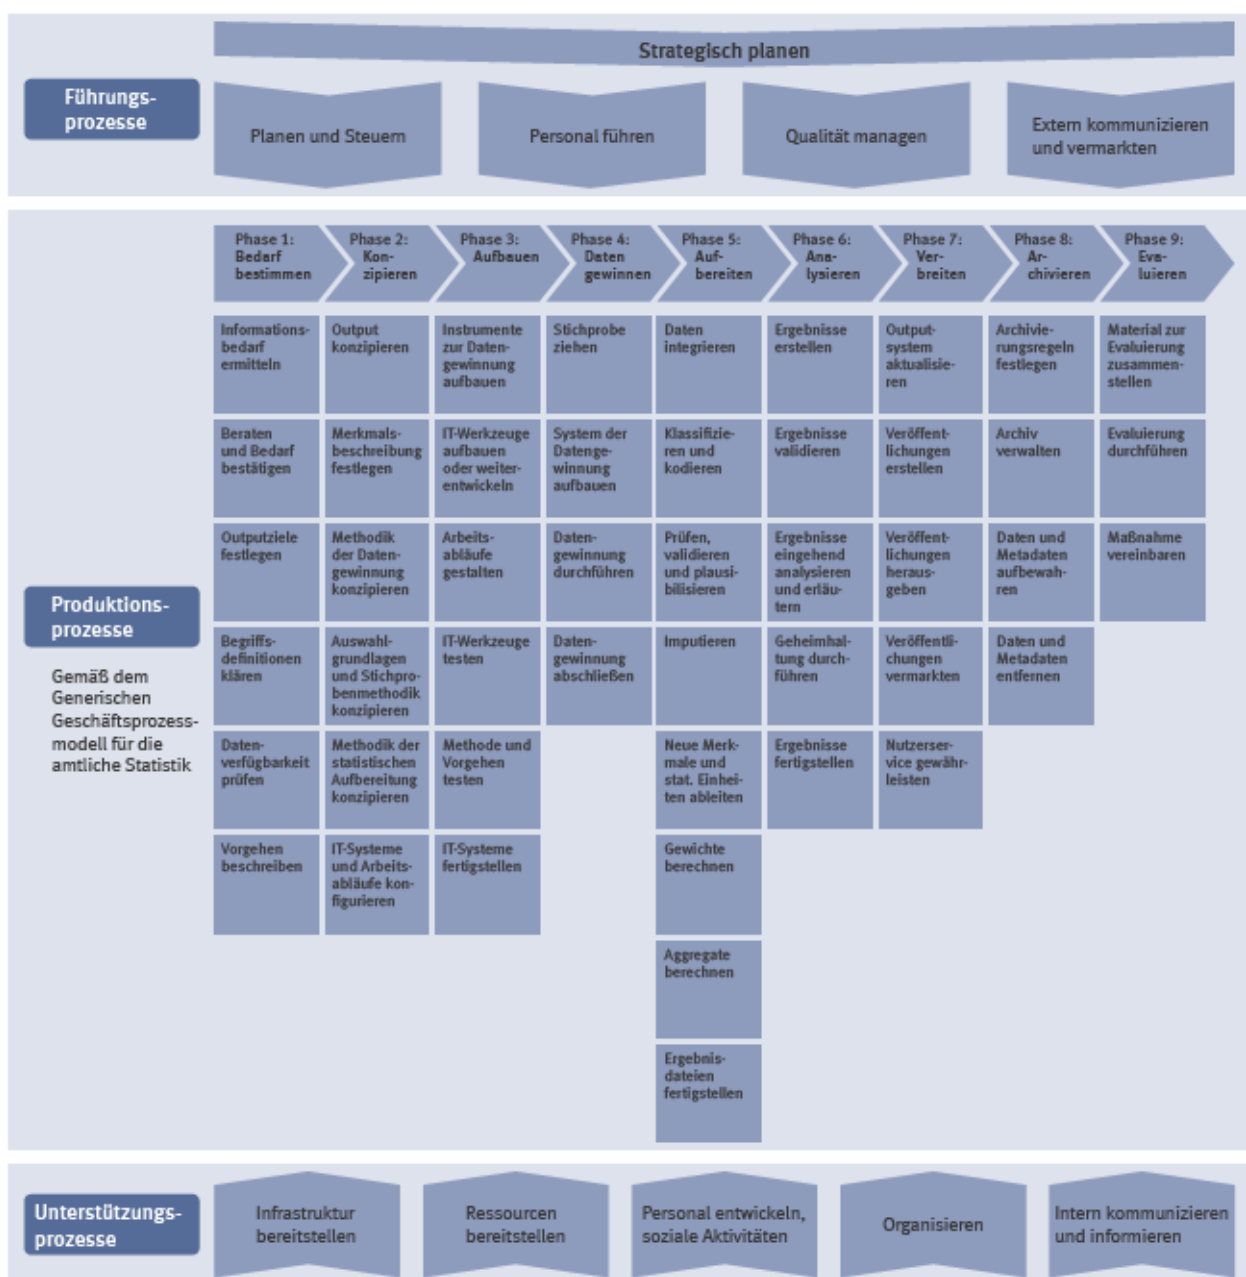 Strategisch planen
Führungs-
prozesse
Planen und Steuern
Personal führen
Qualität managen
Extern kommunizieren
und vermarkten
Phase 1:
Bedarf
bestimmen
Phase 2:
Kon-
zipieren
Phase 3:
Aufbauen
Phase 4:
Daten
gewinnen
Phase 5:
Auf-
bereiten
Phase 6:
Ana-
lysieren
Phase 7:
Ver-
breiten
Phase 8:
Ar-
chivieren
Phase 9:
Eva-
luieren
Informations-
bedarf
ermitteln
Output
konzipieren
Instrumente
zur Daten-
gewinnung
aufbauen
Stichprobe
ziehen
Daten
integrieren
Ergebnisse
erstellen
Output-
system
aktualisie-
ren
Archivie-
rungsregeln
festlegen
Material zur
Evaluierung
zusammen-
stellen
Beraten
und Bedarf
bestätigen
Merkmals-
beschreibung
festlegen
IT-Werkzeuge
aufbauen
oder weiter-
entwickeln
System der
Datenge-
winnung
aufbauen
Klassifizie-
ren und
kodieren
Ergebnisse
validieren
Veröffent-
lichungen
erstellen
Archiv
verwalten
Evaluierung
durchführen
Outputziele
festlegen
Methodik
der Daten-
gewinnung
konzipieren
Arbeits-
abläufe
gestalten
Daten-
gewinnung
durchführen
Prüfen,
validieren
und plausi-
bilisieren
Ergebnisse
eingehend
analysieren
und erläu-
tern
Veröffent-
lichungen
heraus-
geben
Daten und
Metadaten
aufbewah-
ren
Maßnahme
vereinbaren
Produktions-
prozesse
Gemäß dem
Generischen
Geschäftsprozess-
modell für die
amtliche Statistik
Begriffs-
definitionen
klären
Auswahl-
grundlagen
und Stichpro-
benmethodik
konzipieren
IT-Werkzeuge
testen
Daten-
gewinnung
abschließen
Imputieren
Geheimhal-
tung durch-
führen
Veröffentli-
chungen
vermarkten
Daten und
Metadaten
entfernen
Daten-
verfügbarkeit
prüfen
Methodik der
statistischen
Aufbereitung
konzipieren
Methode und
Vorgehen
testen
Neue Merk-
male und
stat. Einhei-
ten ableiten
Ergebnisse
fertigstellen
Nutzerser-
vice gewähr-
leisten
Vorgehen
beschreiben
IT-Systeme
und Arbeits-
abläufe kon-
figurieren
IT-Systeme
fertigstellen
Gewichte
berechnen
Aggregate
berechnen
Ergebnis-
dateien
fertigstellen
Unterstützungs-
prozesse
Infrastruktur
bereitstellen
Ressourcen
bereitstellen
Personal entwickeln,
soziale Aktivitäten
Organisieren
Intern kommunizieren
und informieren